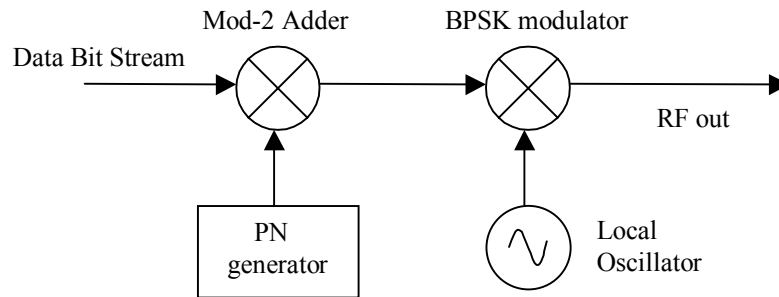 Mod-2 Adder
BPSK modulator
Data Bit Stream
RF out
PN
generator
Local
Oscillator